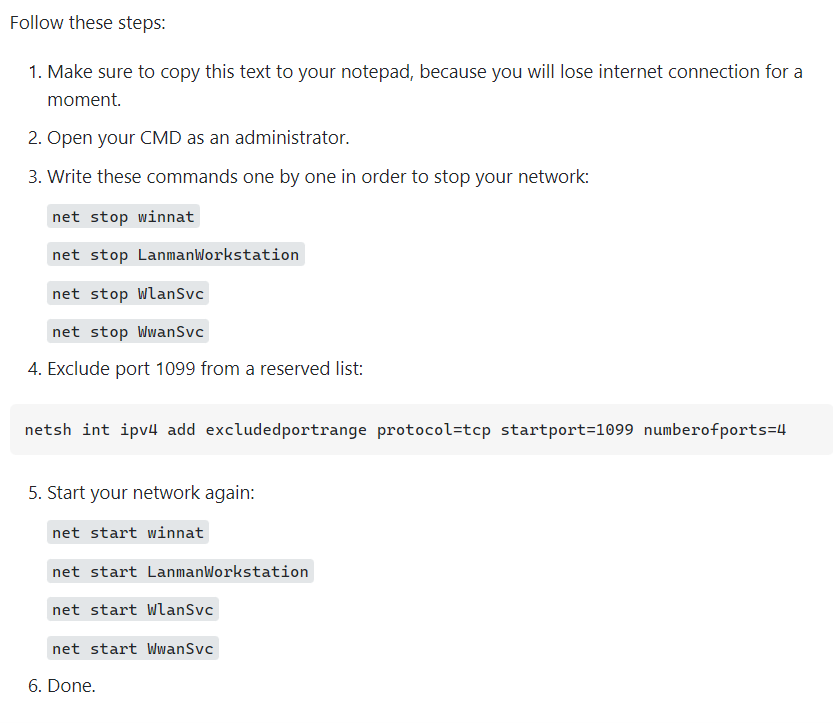 Follow these steps:
1. Make sure to copy this text to your notepad, because you will lose internet connection for a
moment.
2. Open your CMD as an administrator.
3. Write these commands one by one in order to stop your network:
net stop winnat
net stop LanmanWorkstation
net stop WlanSvc
net stop WwanSvc
4. Exclude port 1099 from a reserved list:
netsh int ipv4 add excludedportrange protocol=tcp startport=1099 numberofports=4
5. Start your network again:
net start winnat
net start LanmanWorkstation
net start WlanSvc
net start WwanSvc
6. Done.